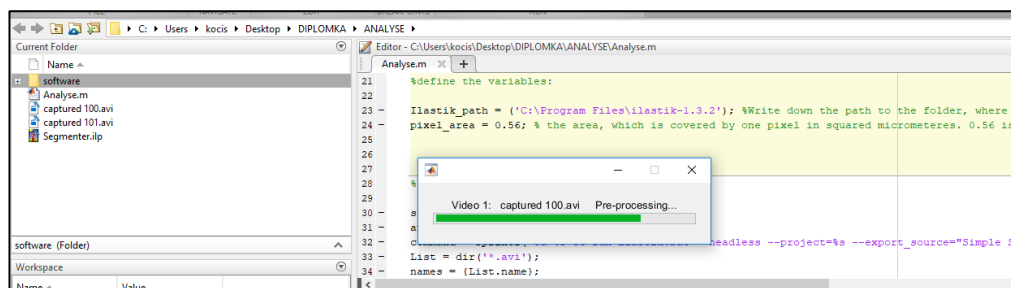 C: ▸ Users ▸ kocis ▸ Desktop ▸ DIPLOMKA ▸ ANALYSE ▸
Current Folder
Name
software
Analyse.m
captured 100.avi
captured 101.avi
Segmenter.ilp
software (Folder)
Workspace
Name Value
Editor - C:\Users\kocis\Desktop\DIPLOMKA\ANALYSE\Analyse.m
Analyse.m
21 %define the variables:
22
23 – Ilastik_path = ('C:\Program Files\ilastik-1.3.2'); %Write down the path to the folder, where
24 – pixel_area = 0.56; % the area, which is covered by one pixel in squared micrometeres. 0.56 is
25
26
27
28 %
29
30 – s
31 – a
32 – headless --project=%s --export_source="Simple S
33 – List = dir('*.avi');
34 – names = {List.name};
Video 1: captured 100.avi Pre-processing...